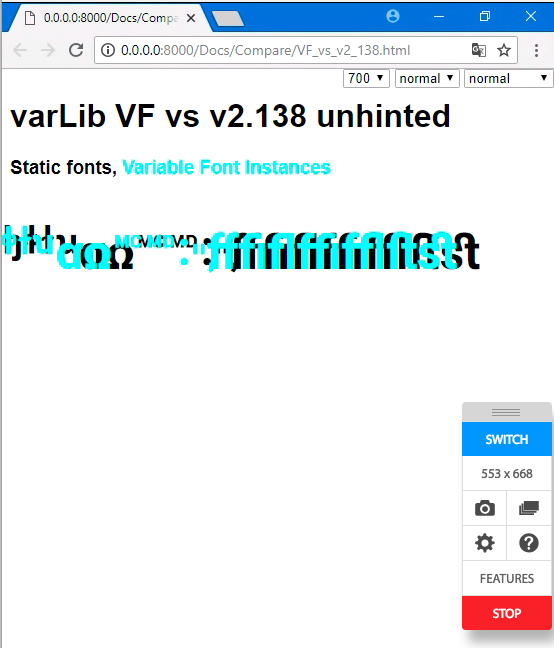 0.0.0.0:8000/Docs/Compa
0.0.0.0:8000/Docs/Compare/VF_vs_v2_138.html
700 normal normal
varLib VF vs v2.138 unhinted
Static fonts, Variable Font Instances
SWITCH
553 x 668
FEATURES
STOP